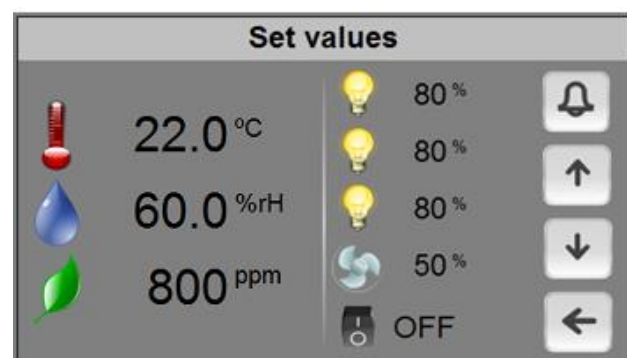 Set values
22.0 °C
60.0 %rH
800 ppm
80 %
80 %
80 %
50 %
OFF